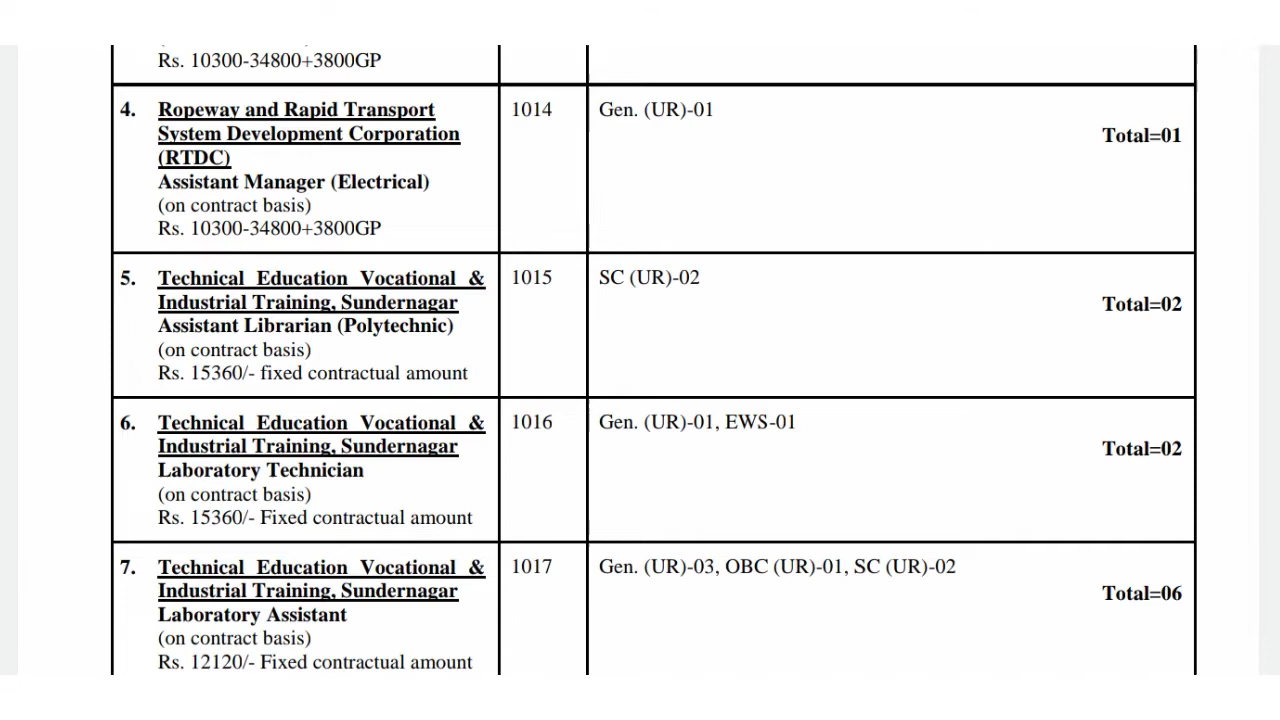 Rs. 10300-34800+3800GP
4. Ropeway and Rapid Transport 1014 Gen. (UR)-01
System Development Corporation Total=01
(RTDC)
Assistant Manager (Electrical)
(on contract basis)
Rs. 10300-34800+3800GP
5. Technical Education Vocational & 1015 SC (UR)-02
Industrial Training, Sundernagar Total=02
Assistant Librarian (Polytechnic)
(on contract basis)
Rs. 15360/- fixed contractual amount
6. Technical Education Vocational & 1016 Gen. (UR)-01, EWS-01
Industrial Training, Sundernagar Total=02
Laboratory Technician
(on contract basis)
Rs. 15360/- Fixed contractual amount
7. Technical Education Vocational & 1017 Gen. (UR)-03, OBC (UR)-01, SC (UR)-02
Industrial Training, Sundernagar Total=06
Laboratory Assistant
(on contract basis)
Rs. 12120/- Fixed contractual amount